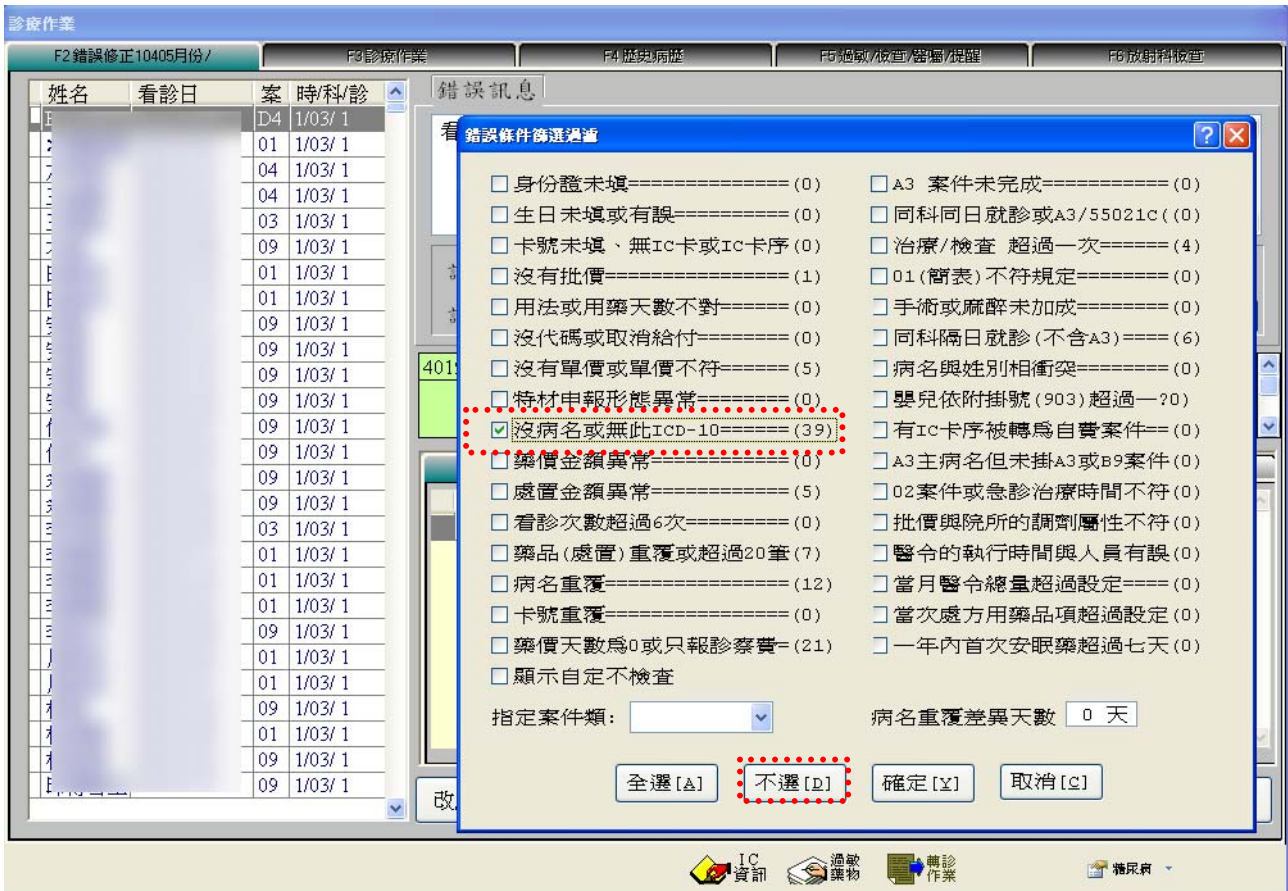 診療作業
F2錯誤修正10405月份/
F3診療作業
F4歷史病歷
F5過敏/檢查/醫囑/提醒
F6放射科檢查
姓名 看診日 案 時/科/診
D4 1/03/ 1
01 1/03/ 1
04 1/03/ 1
04 1/03/ 1
03 1/03/ 1
09 1/03/ 1
01 1/03/ 1
01 1/03/ 1
09 1/03/ 1
09 1/03/ 1
09 1/03/ 1
09 1/03/ 1
09 1/03/ 1
09 1/03/ 1
09 1/03/ 1
09 1/03/ 1
03 1/03/ 1
01 1/03/ 1
01 1/03/ 1
01 1/03/ 1
09 1/03/ 1
01 1/03/ 1
01 1/03/ 1
09 1/03/ 1
01 1/03/ 1
09 1/03/ 1
09 1/03/ 1
錯誤訊息
看
401
改
錯誤條件篩選過濾
身份證未填==============(0)
生日未填或有誤==========(0)
卡號未填、無IC卡或IC卡序(0)
沒有批價================(1)
用法或用藥天數不對======(0)
沒代碼或取消給付========(0)
沒有單價或單價不符======(5)
特材申報形態異常========(0)
沒病名或無此ICD-10======(39)
藥價金額異常============(0)
處置金額異常============(5)
看診次數超過6次=========(0)
藥品(處置)重覆或超過20筆(7)
病名重覆================(12)
卡號重覆================(0)
藥價天數為0或只報診察費=(21)
顯示自定不檢查
A3 案件未完成===========(0)
同科同日就診或A3/55021C((0)
治療/檢查 超過一次======(4)
01(簡表)不符規定========(0)
手術或麻醉未加成========(0)
同科隔日就診(不含A3)====(6)
病名與姓別相衝突========(0)
嬰兒依附掛號(903)超過一?0)
有IC卡序被轉為自費案件==(0)
A3主病名但未掛A3或B9案件(0)
02案件或急診治療時間不符(0)
批價與院所的調劑屬性不符(0)
醫令的執行時間與人員有誤(0)
當月醫令總量超過設定====(0)
當次處方用藥品項超過設定(0)
一年內首次安眠藥超過七天(0)
指定案件類:
病名重覆差異天數 0 天
全選[A] 不選[D] 確定[Y] 取消[C]
IC資訊 過敏藥物 轉診作業 糖尿病